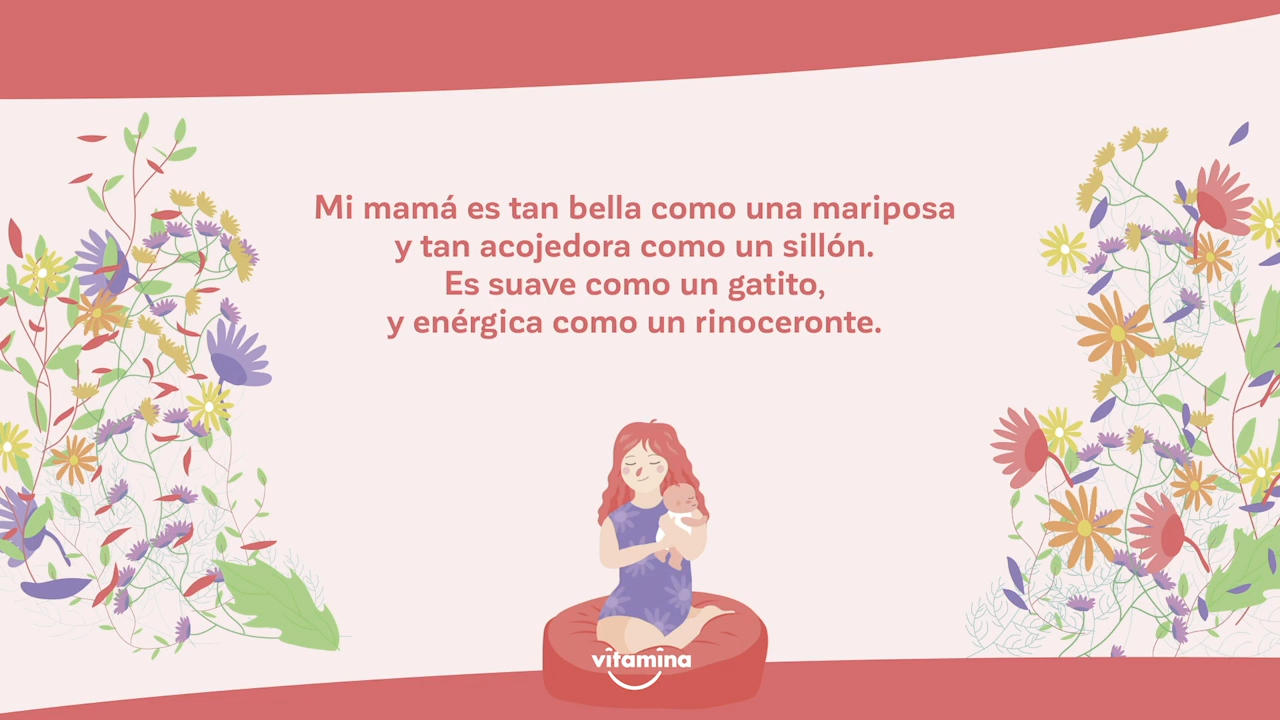 Mi mamá es tan bella como una mariposa
y tan acojedora como un sillón.
Es suave como un gatito,
y enérgica como un rinoceronte.
vitamina